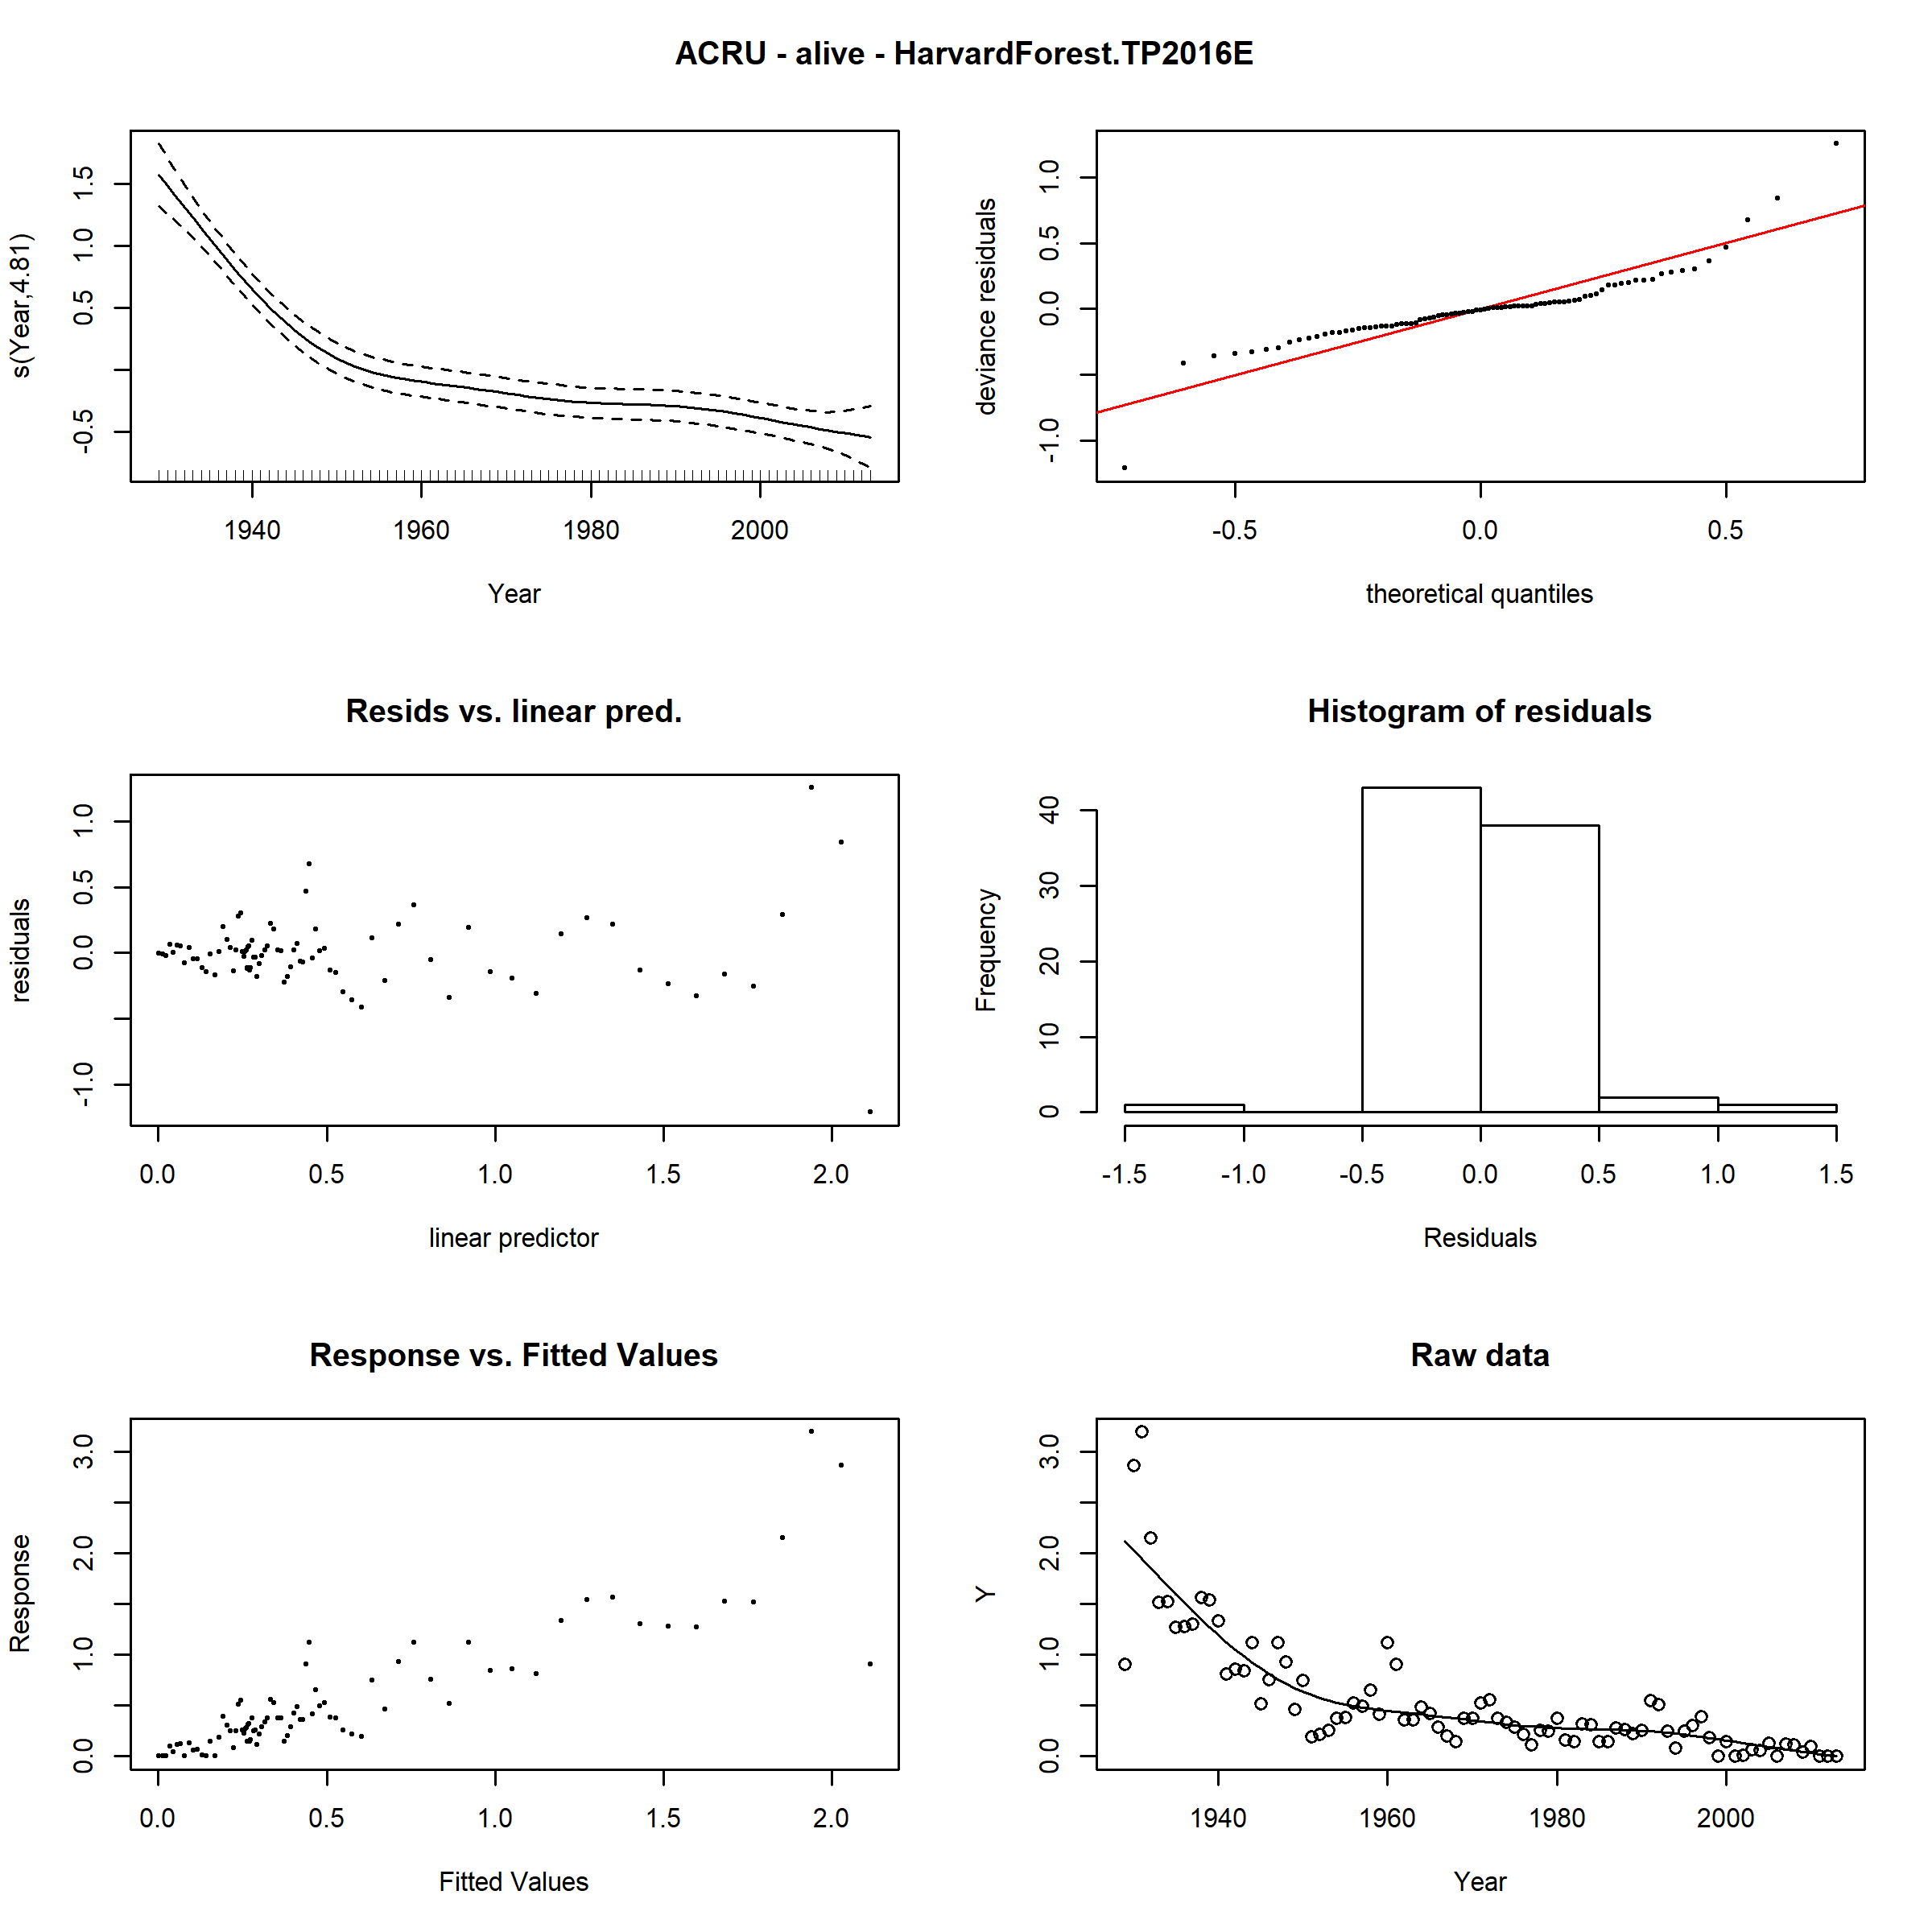 ACRU - alive - HarvardForest.TP2016E
s(Year,4.81)
-0.5 0.5 1.0 1.5
1940 1960 1980 2000
Year
deviance residuals
-1.0 0.0 0.5 1.0
-0.5 0.0 0.5
theoretical quantiles
Resids vs. linear pred.
residuals
-1.0 0.0 0.5 1.0
0.0 0.5 1.0 1.5 2.0
linear predictor
Histogram of residuals
Frequency
0 10 20 30 40
-1.5 -1.0 -0.5 0.0 0.5 1.0 1.5
Residuals
Response vs. Fitted Values
Response
0.0 1.0 2.0 3.0
0.0 0.5 1.0 1.5 2.0
Fitted Values
Raw data
Y
0.0 1.0 2.0 3.0
1940 1960 1980 2000
Year